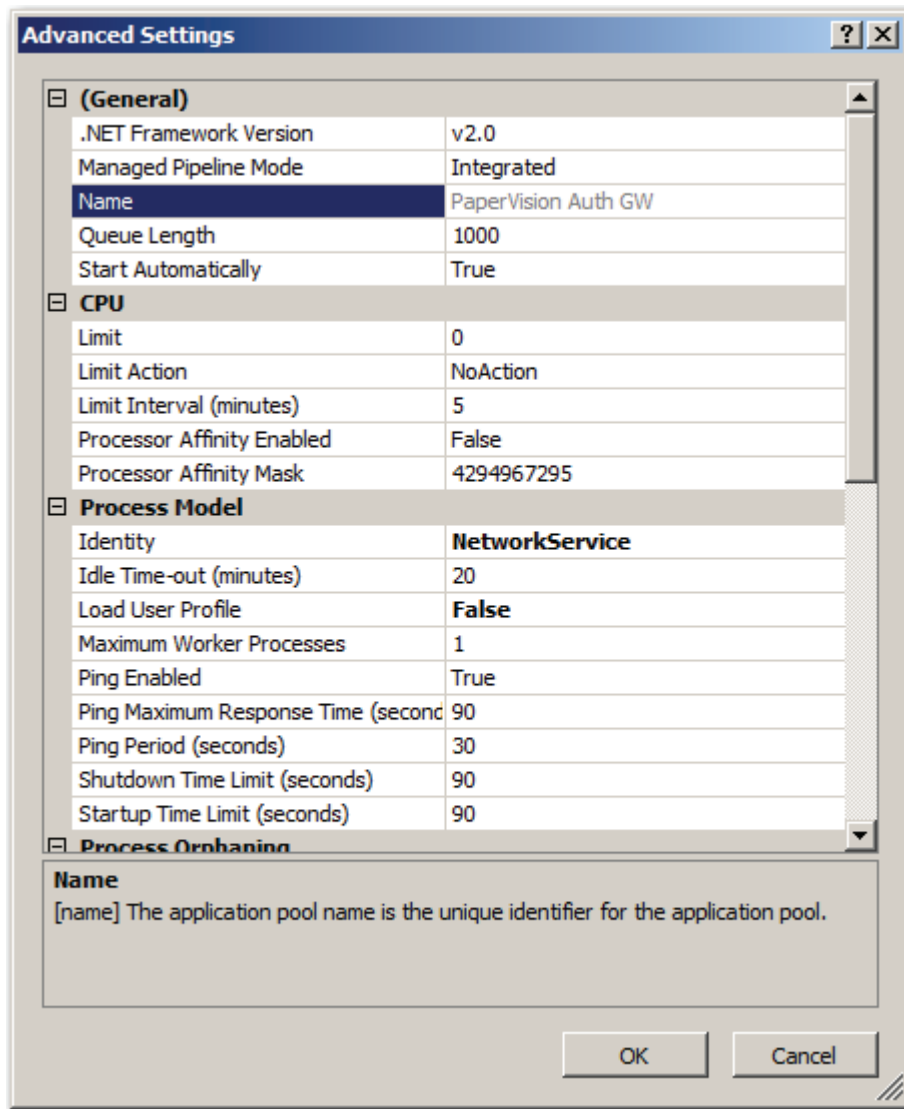 Advanced Settings
(General)
.NET Framework Version v2.0
Managed Pipeline Mode Integrated
Name PaperVision Auth GW
Queue Length 1000
Start Automatically True
CPU
Limit 0
Limit Action NoAction
Limit Interval (minutes) 5
Processor Affinity Enabled False
Processor Affinity Mask 4294967295
Process Model
Identity NetworkService
Idle Time-out (minutes) 20
Load User Profile False
Maximum Worker Processes 1
Ping Enabled True
Ping Maximum Response Time (second 90
Ping Period (seconds) 30
Shutdown Time Limit (seconds) 90
Startup Time Limit (seconds) 90
Process Orphaning
Name
[name] The application pool name is the unique identifier for the application pool.
OK Cancel